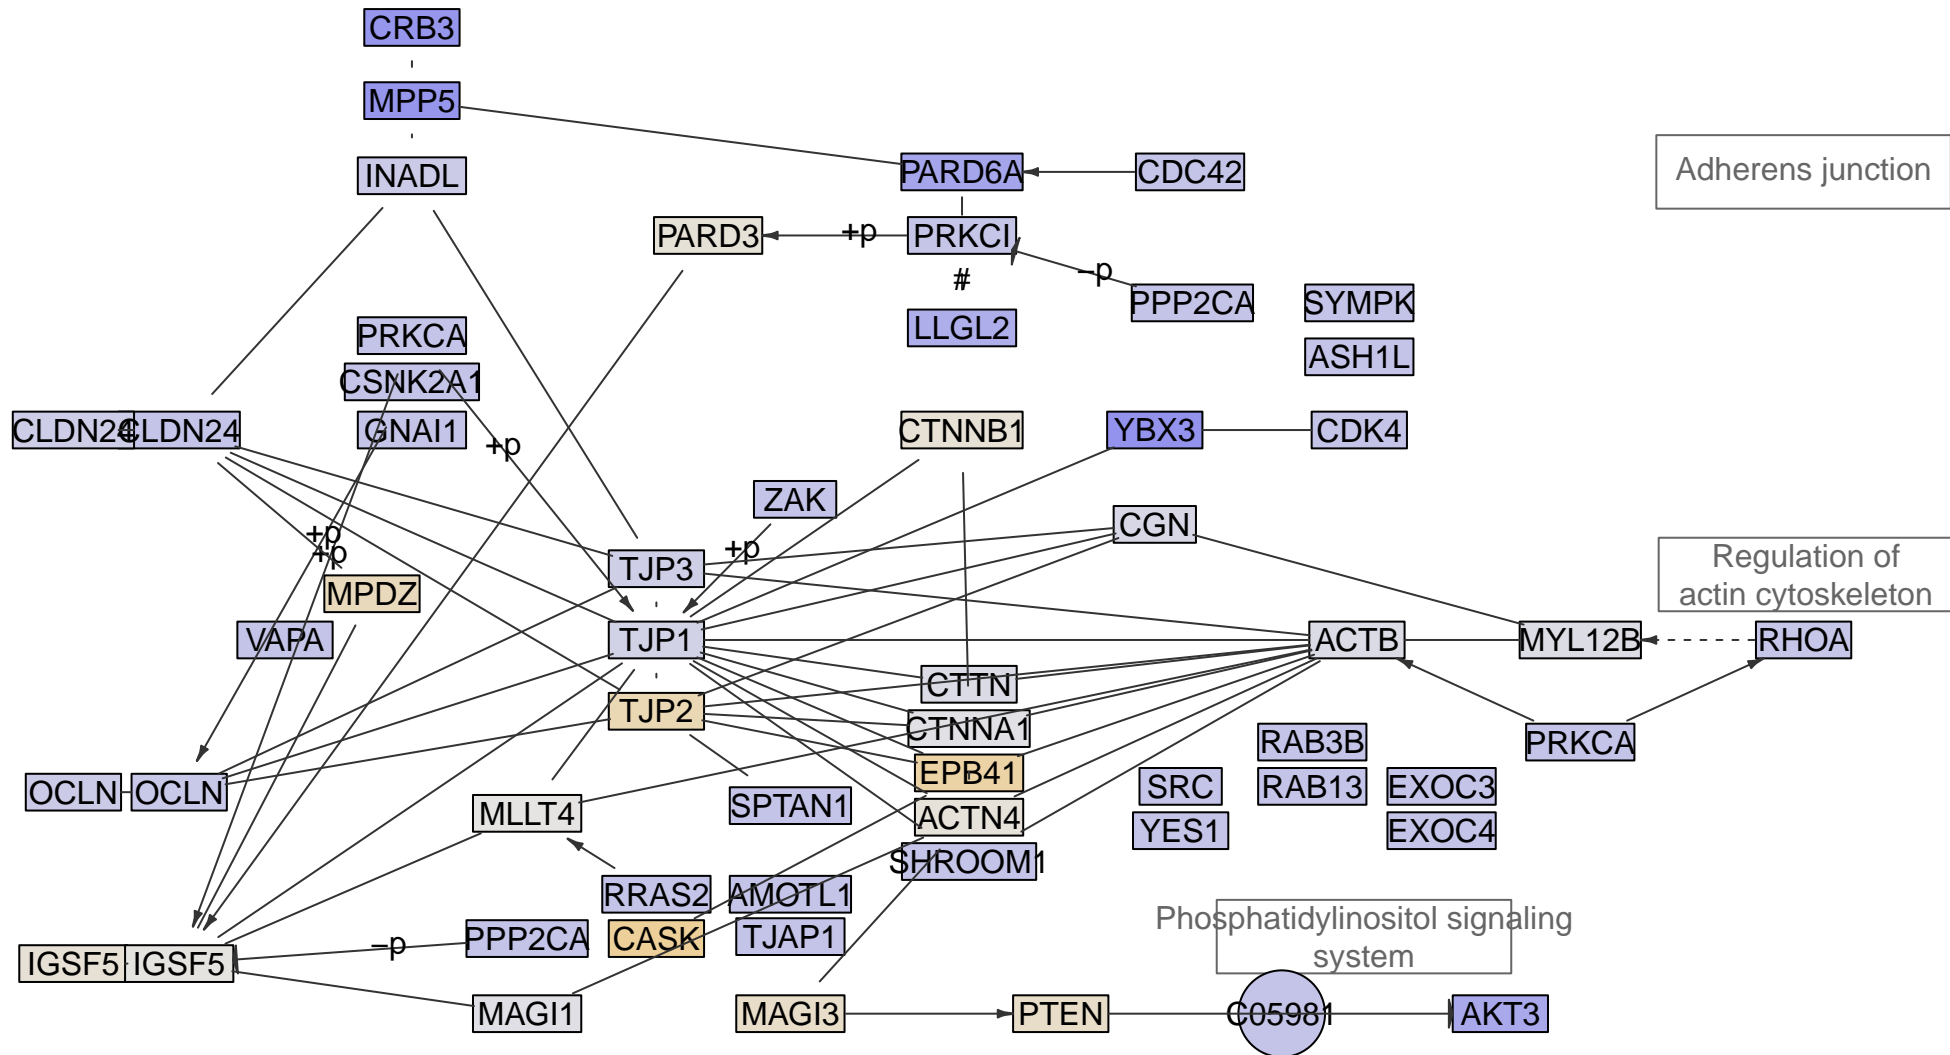 CRB3
MPP5
INADL
PARD6A
CDC42
Adherens junction
PARD3
+p
PRKCI
–p
#
PPP2CA
SYMPK
PRKCA
LLGL2
ASH1L
CSNK2A1
CLDN24
CLDN24
GNAI1
+p
CTNNB1
YBX3
CDK4
ZAK
CGN
+p
+p
+p
TJP3
Regulation of
actin cytoskeleton
MPDZ
VAPA
TJP1
ACTB
MYL12B
RHOA
CTTN
TJP2
CTNNA1
RAB3B
PRKCA
EPB41
OCLN
OCLN
SRC
RAB13
EXOC3
MLLT4
SPTAN1
ACTN4
YES1
EXOC4
SHROOM1
RRAS2
AMOTL1
Phosphatidylinositol signaling
system
PPP2CA
–p
CASK
TJAP1
IGSF5
IGSF5
MAGI1
MAGI3
PTEN
C05981
AKT3